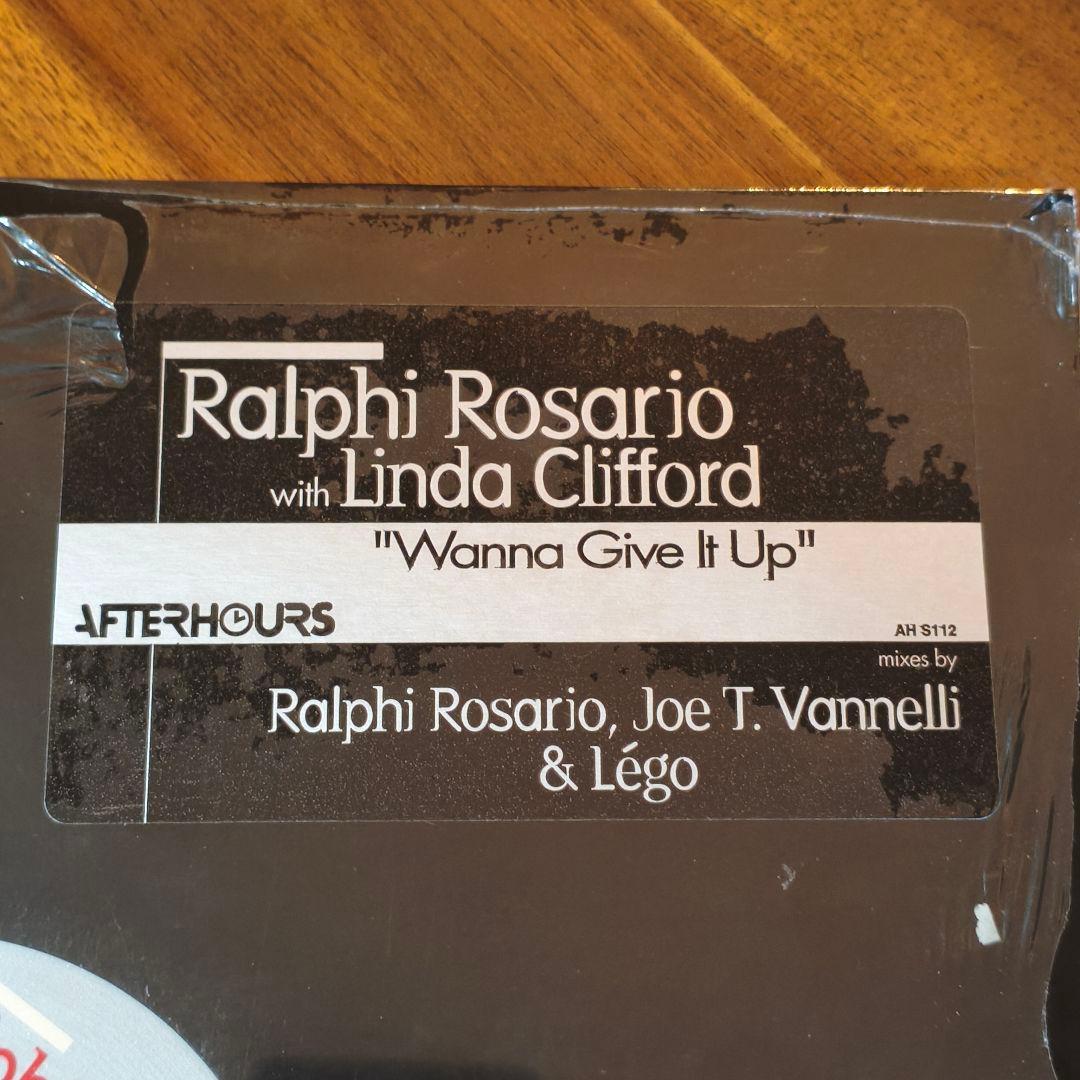 Ralphi Rosario
with Linda Clifford
"Wanna Give It Up"
AFTERHOURS
AH S112
mixes by
Ralphi Rosario, Joe T. Vannelli
& Légo